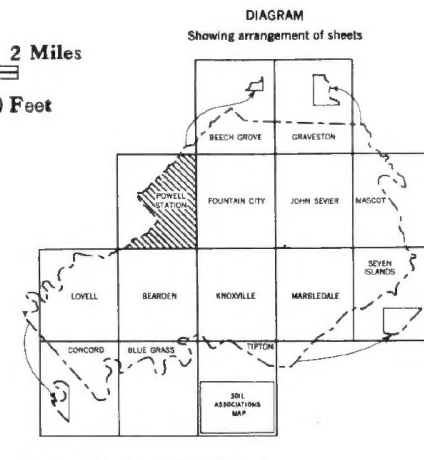 DIAGRAM
Showing arrangement of sheets
2 Miles
Feet
BEECH GROVE
GRAVESTON
POWELL
STATION
FOUNTAIN CITY
JOHN SEVIER
MASCOT
LOVELL
BEARDEN
KNOXVILLE
MARBLEDALE
SEVEN
ISLANDS
CONCORD
BLUE GRASS
TIPTON
SOIL
ASSOCIATIONS
MAP